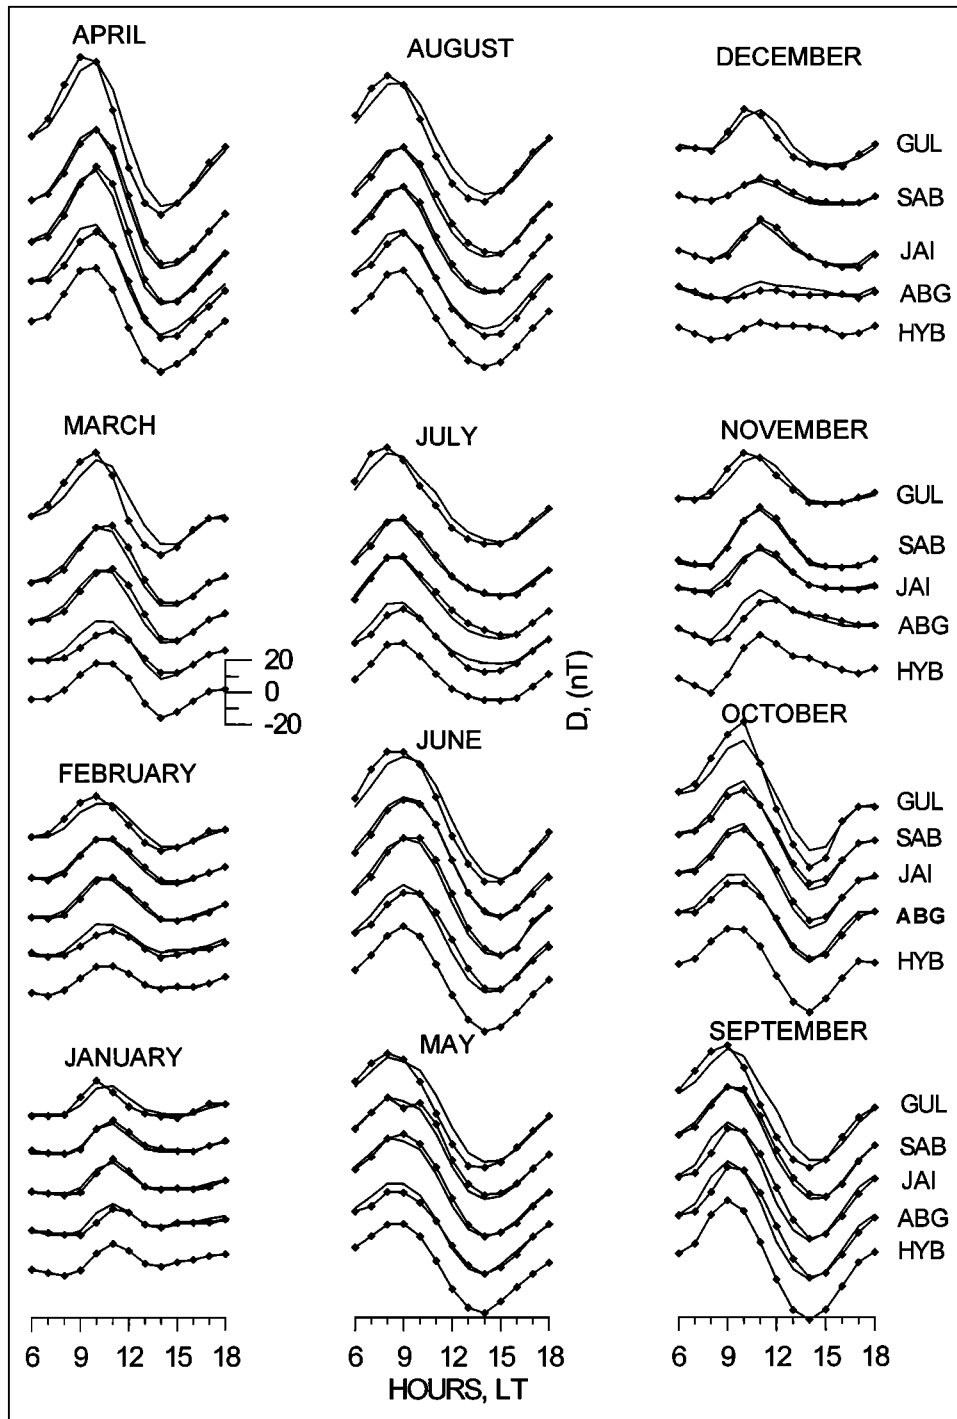 APRIL
AUGUST
DECEMBER
GUL
SAB
JAI
ABG
HYB
MARCH
JULY
NOVEMBER
GUL
SAB
JAI
ABG
HYB
20
0
-20
D, (nT)
FEBRUARY
JUNE
OCTOBER
GUL
SAB
JAI
ABG
HYB
JANUARY
MAY
SEPTEMBER
GUL
SAB
JAI
ABG
HYB
6 9 12 15 18
6 9 12 15 18
6 9 12 15 18
HOURS, LT